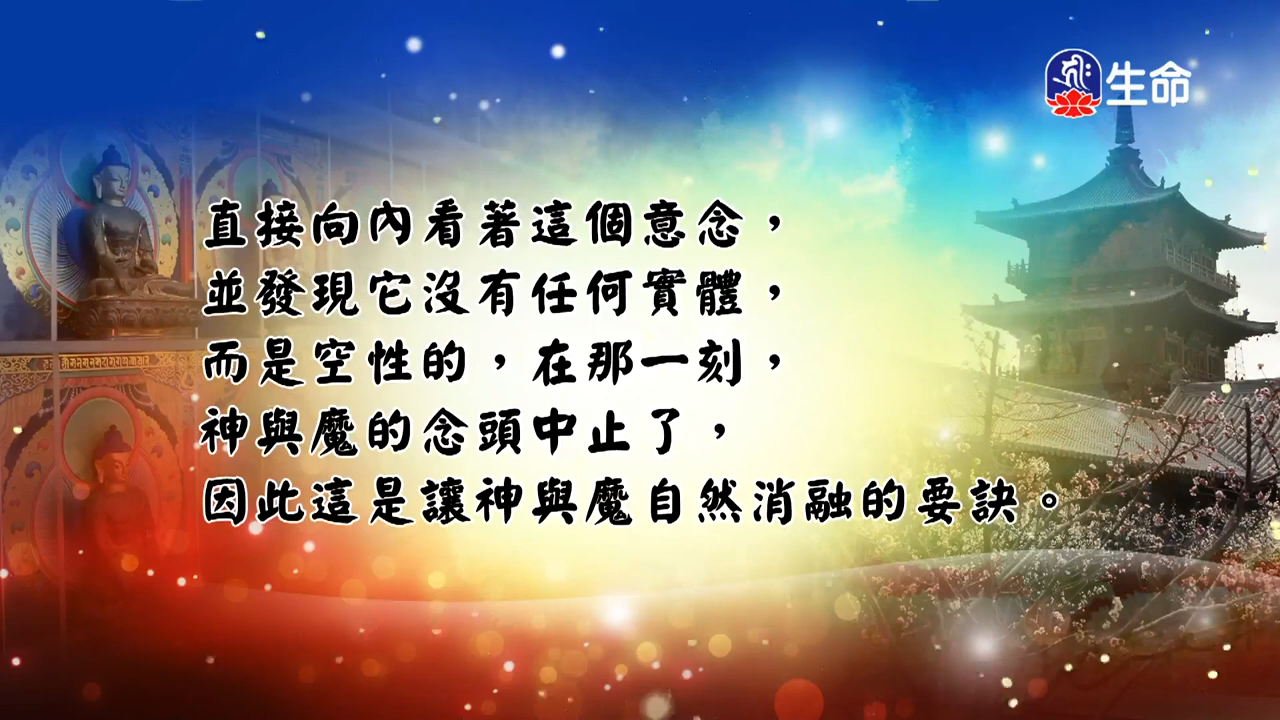 生命
直接向內看著這個意念，
並發現它沒有任何實體，
而是空性的，在那一刻，
神與魔的念頭中止了，
因此這是讓神與魔自然消融的要訣。